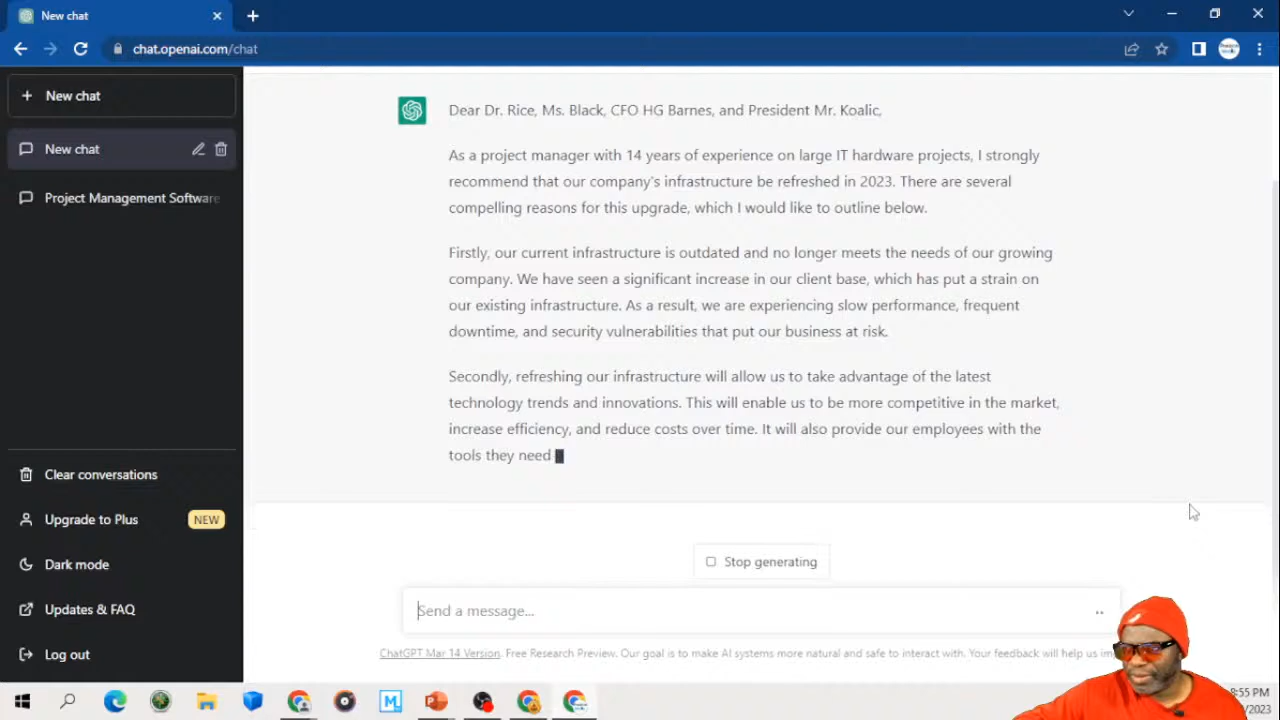 New chat
chat.openai.com/chat
New chat
New chat
Project Management Software
Clear conversations
Upgrade to Plus NEW
Dark mode
Updates & FAQ
Log out
Dear Dr. Rice, Ms. Black, CFO HG Barnes, and President Mr. Koalic,
As a project manager with 14 years of experience on large IT hardware projects, I strongly
recommend that our company's infrastructure be refreshed in 2023. There are several
compelling reasons for this upgrade, which I would like to outline below.
Firstly, our current infrastructure is outdated and no longer meets the needs of our growing
company. We have seen a significant increase in our client base, which has put a strain on
our existing infrastructure. As a result, we are experiencing slow performance, frequent
downtime, and security vulnerabilities that put our business at risk.
Secondly, refreshing our infrastructure will allow us to take advantage of the latest
technology trends and innovations. This will enable us to be more competitive in the market,
increase efficiency, and reduce costs over time. It will also provide our employees with the
tools they need
Stop generating
Send a message...
ChatGPT Mar 14 Version. Free Research Preview. Our goal is to make AI systems more natural and safe to interact with. Your feedback will help us
M
:55 PM
/2023